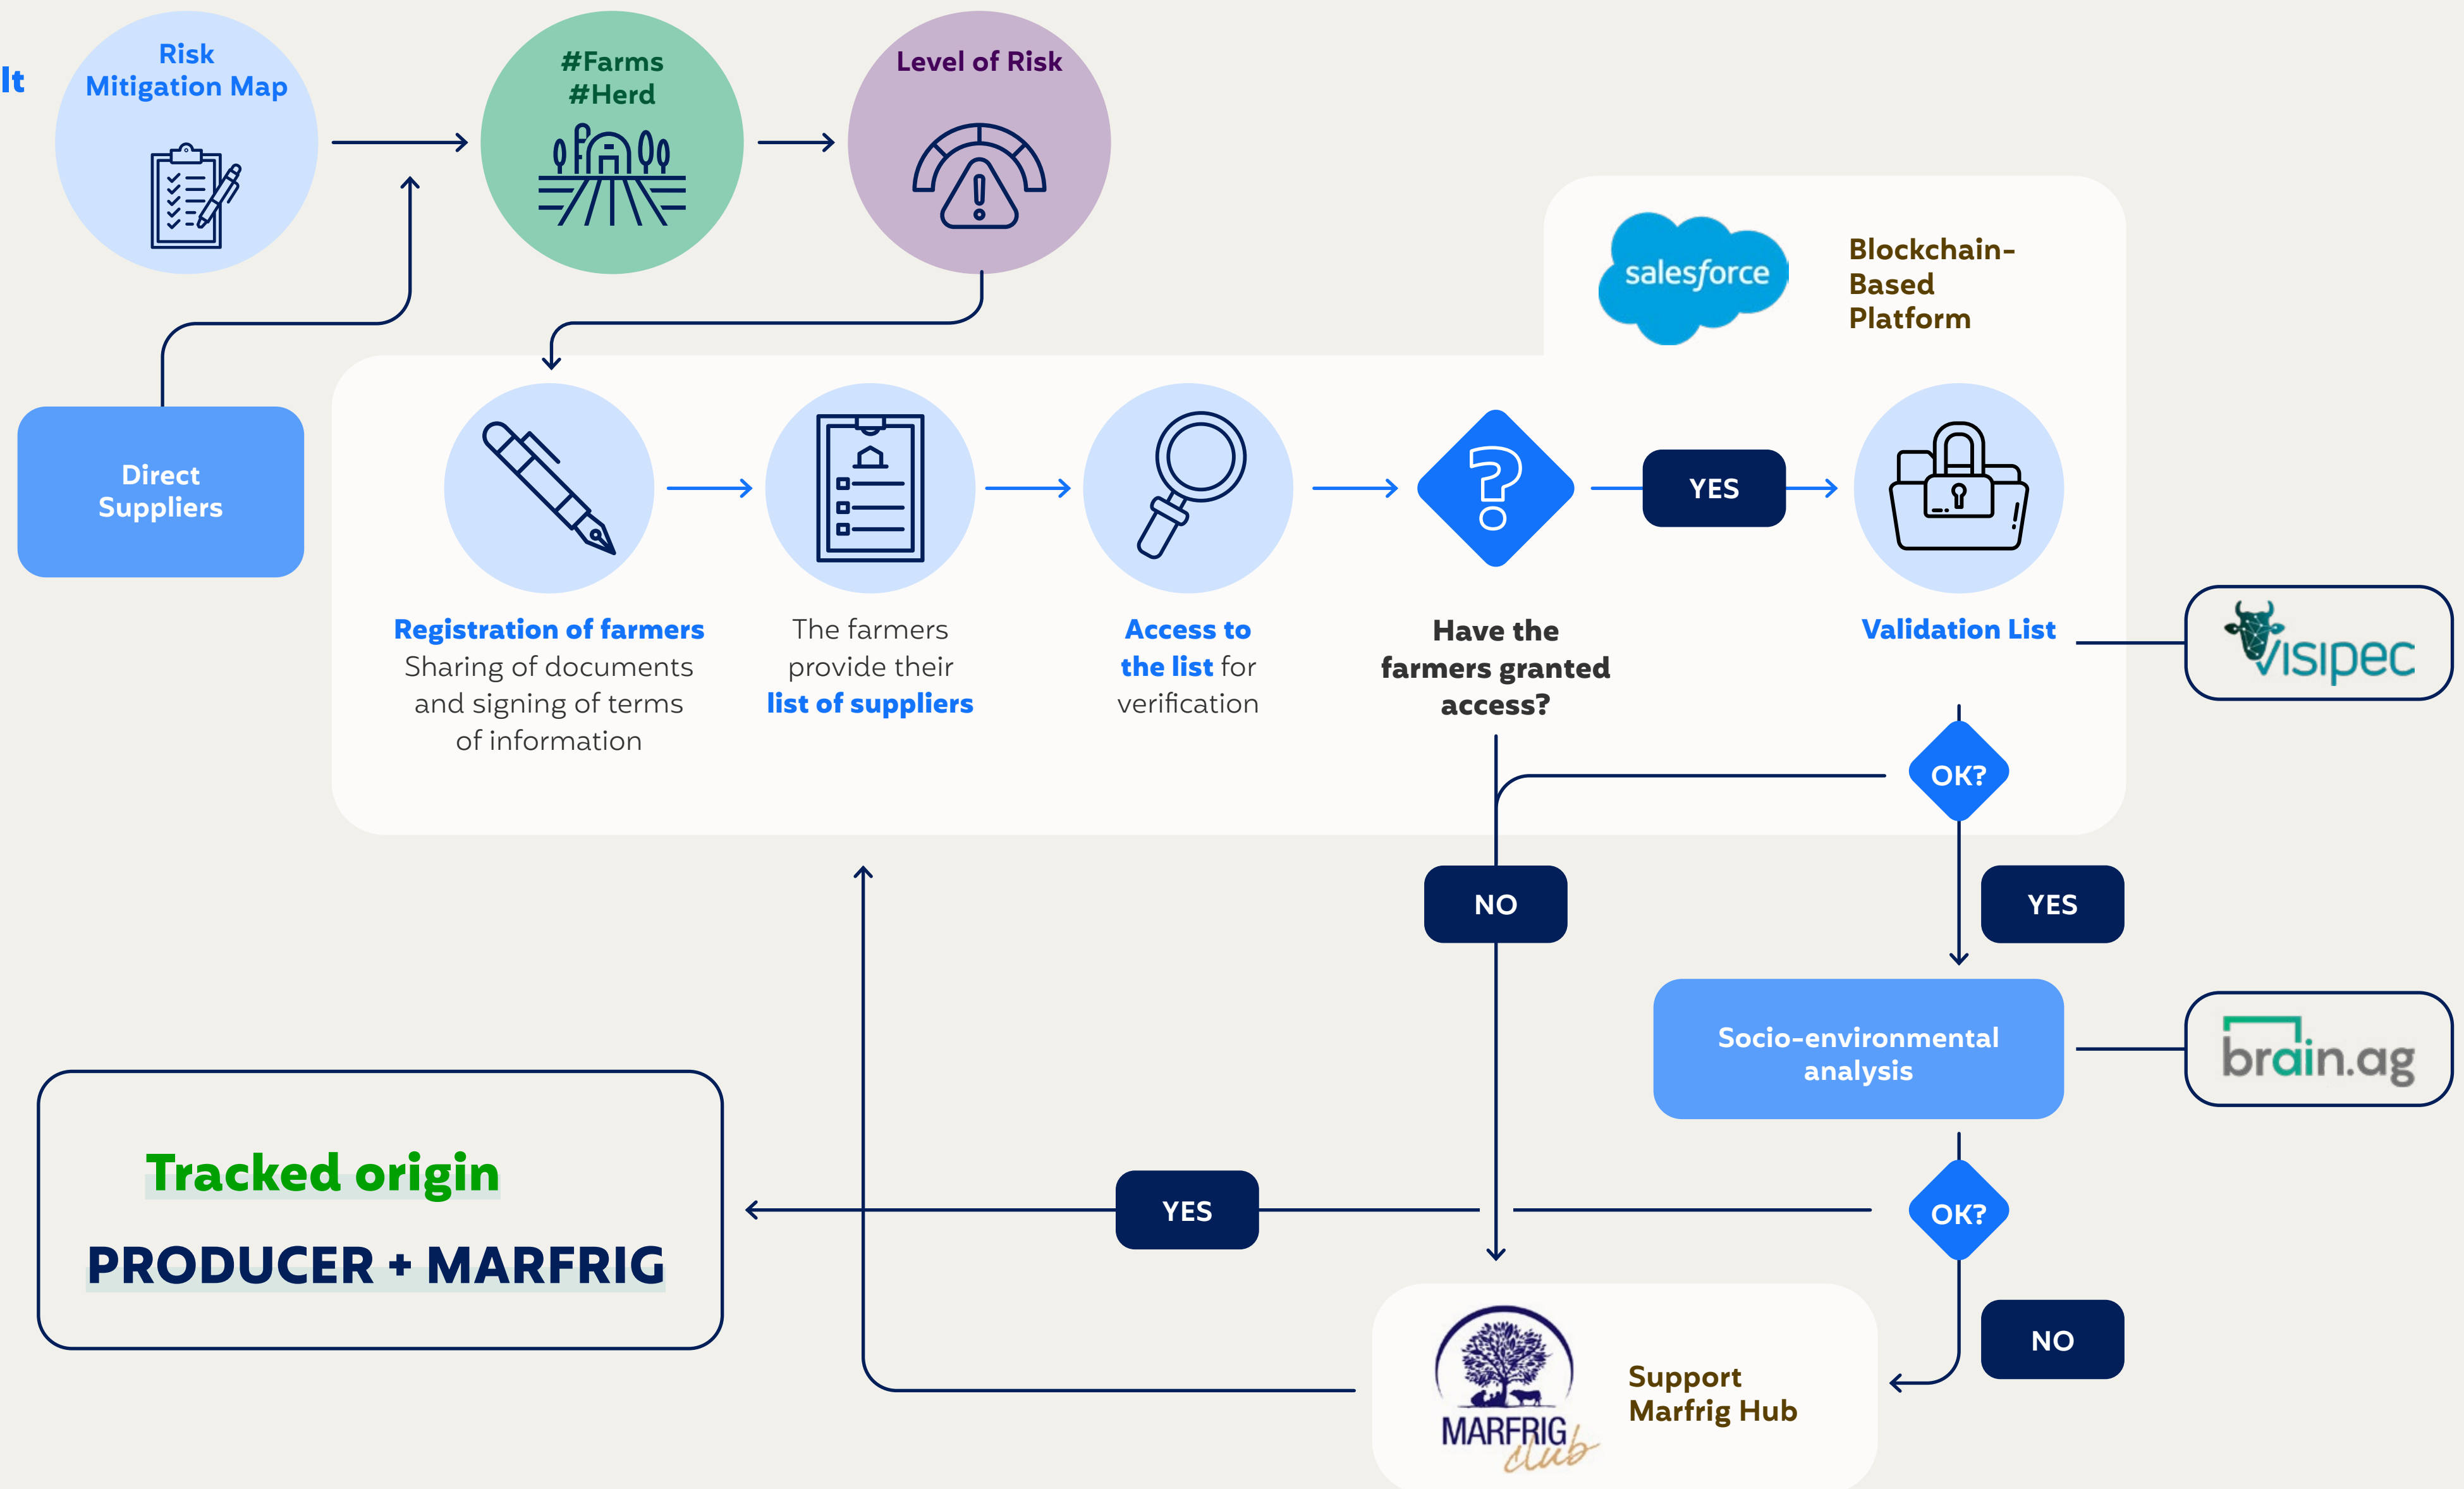 lt
Risk
Mitigation Map
#Farms
#Herd
Level of Risk
salesforce
Blockchain-
Based
Platform
Direct
Suppliers
YES
Registration of farmers
Sharing of documents
and signing of terms
of information
The farmers
provide their
list of suppliers
Access to
the list for
verification
Have the
farmers granted
access?
Validation List
Visipec
OK?
NO
YES
Socio-environmental
analysis
brain.ag
Tracked origin
PRODUCER + MARFRIG
YES
OK?
NO
MARFRIG
club
Support
Marfrig Hub